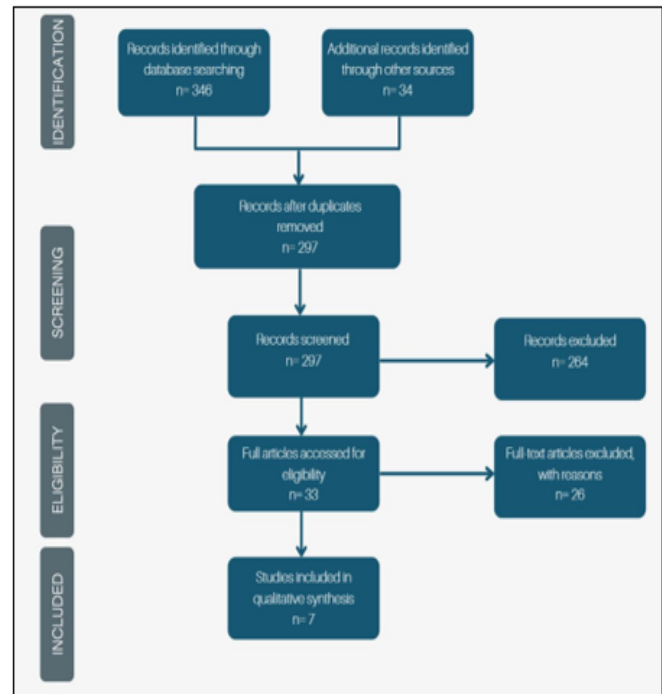 IDENTIFICATION
Records identified through
database searching
n= 346
Additional records identified
through other sources
n= 34
Records after duplicates
removed
n= 297
SCREENING
Records screened
n= 297
Records excluded
n= 264
ELIGIBILITY
Full articles accessed for
eligibility
n= 33
Full-text articles excluded,
with reasons
n= 26
INCLUDED
Studies included in
qualitative synthesis
n= 7